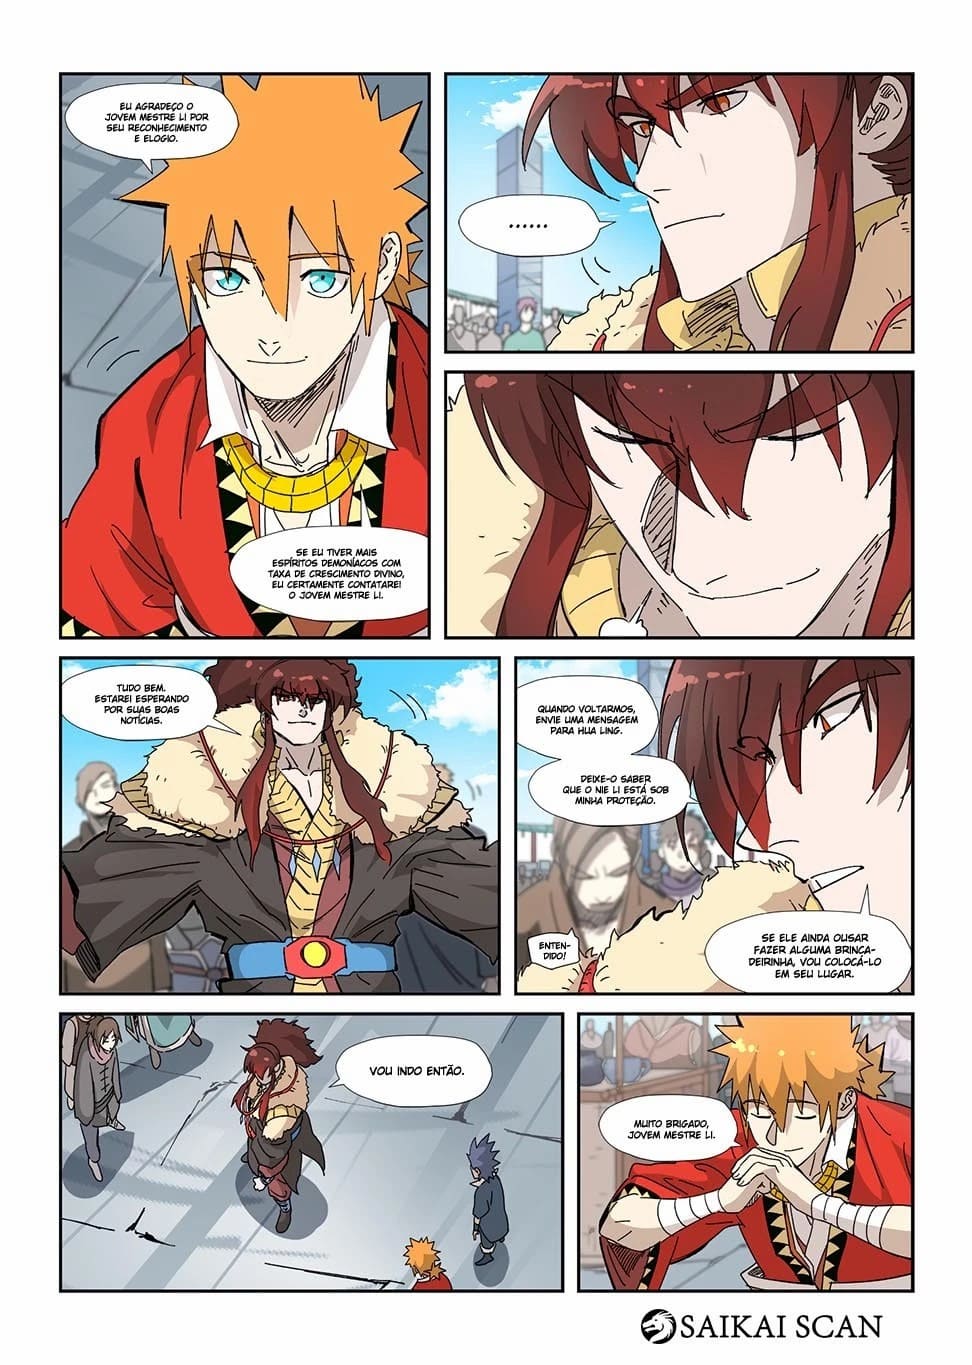 EU AGRADEÇO O
JOVEM MESTRE LI POR
SEU RECONHECIMENTO
E ELOGIO.
SE EU TIVER MAIS
ESPÍRITOS DEMONÍACOS COM
TAXA DE CRESCIMENTO DIVINO,
EU CERTAMENTE CONTATAREI
O JOVEM MESTRE LI.
......
TUDO BEM.
ESTAREI ESPERANDO
POR SUAS BOAS
NOTÍCIAS.
QUANDO VOLTARMOS,
ENVIE UMA MENSAGEM
PARA HUA LING.
DEIXE-O SABER
QUE O NIE LI ESTÁ SOB
MINHA PROTEÇÃO.
SE ELE AINDA OUSAR
FAZER ALGUMA BRINCA-
DEIRINHA, VOU COLOCÁ-LO
EM SEU LUGAR.
ENTEN-
DIDO!
VOU INDO ENTÃO.
MUITO BRIGADO,
JOVEM MESTRE LI.
SAIKAI SCAN